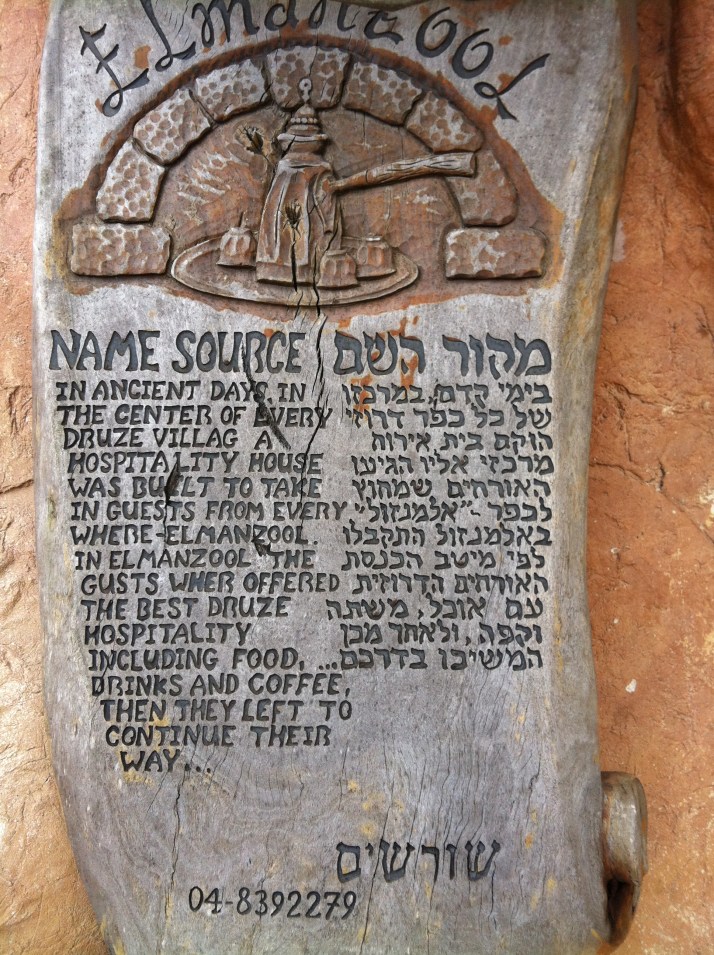 ELmanzool
NAME SOURCE
IN ANCIENT DAYS, IN
THE CENTER OF EVERY
DRUZE VILLAG A
HOSPITALITY HOUSE
WAS BUILT TO TAKE
IN GUESTS FROM EVERY
WHERE-ELMANZOOL.
IN ELMANZOOL THE
GUSTS WHER OFFERED
THE BEST DRUZE
HOSPITALITY
INCLUDING FOOD,
DRINKS AND COFFEE,
THEN THEY LEFT TO
CONTINUE THEIR
WAY...
מקור השם
בימי קדם, במרכזו
של כל כפר דרוזי
הוקם בית אירוח
מרכזי אליו הגיעו
האורחים שמחוץ
לכפר -"אלמנזול"
באלמנזול התקבלו
לפי מיטב הכנסת
האורחים הדרוזית
עם אוכל, משתה
וקפה, ולאחר מכן
המשיכו בדרכם...
שורשים
04-8392279